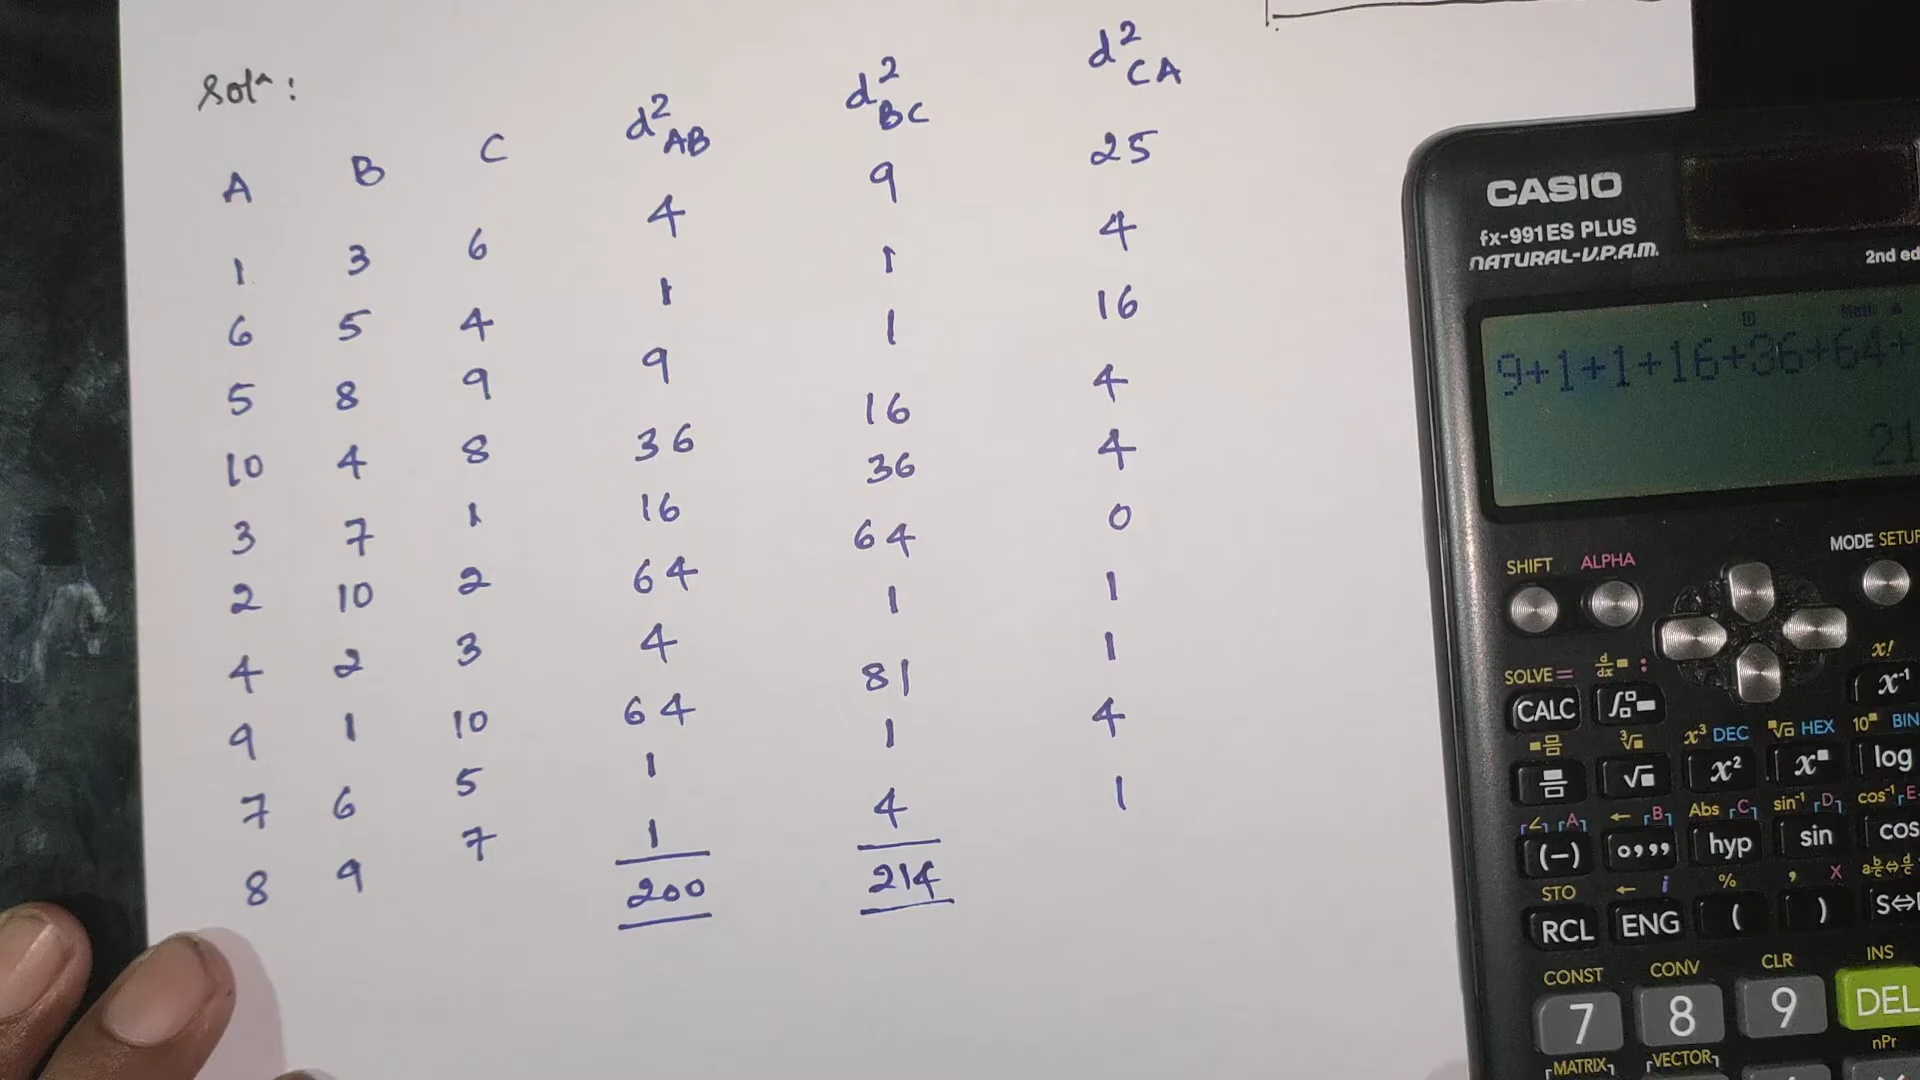 Solⁿ:
A B C d²AB d²BC d²CA
1 3 6 4 9 25
6 5 4 1 1 4
5 8 9 9 1 16
10 4 8 36 16 4
3 7 1 16 36 4
2 10 2 64 64 0
4 2 3 4 1 1
9 1 10 64 81 1
7 6 5 1 1 4
8 9 7 1 4 1
200 214
CASIO
fx-991ES PLUS
NATURAL-V.P.A.M.
2nd ed
Math
9+1+1+16+36+64+
21
MODE SETUP
SHIFT ALPHA
SOLVE = d/dx : x!
CALC ∫ x⁻¹
³√ x³ DEC √ HEX 10 BIN
√ x² x log
∠ A ← B Abs C sin⁻¹ D cos⁻¹ E
(−) hyp sin cos
STO ← i % , X a b/c⇔d/c
RCL ENG ( ) S⇔
CONST CONV CLR INS
7 8 9 DEL
MATRIX VECTOR nPr